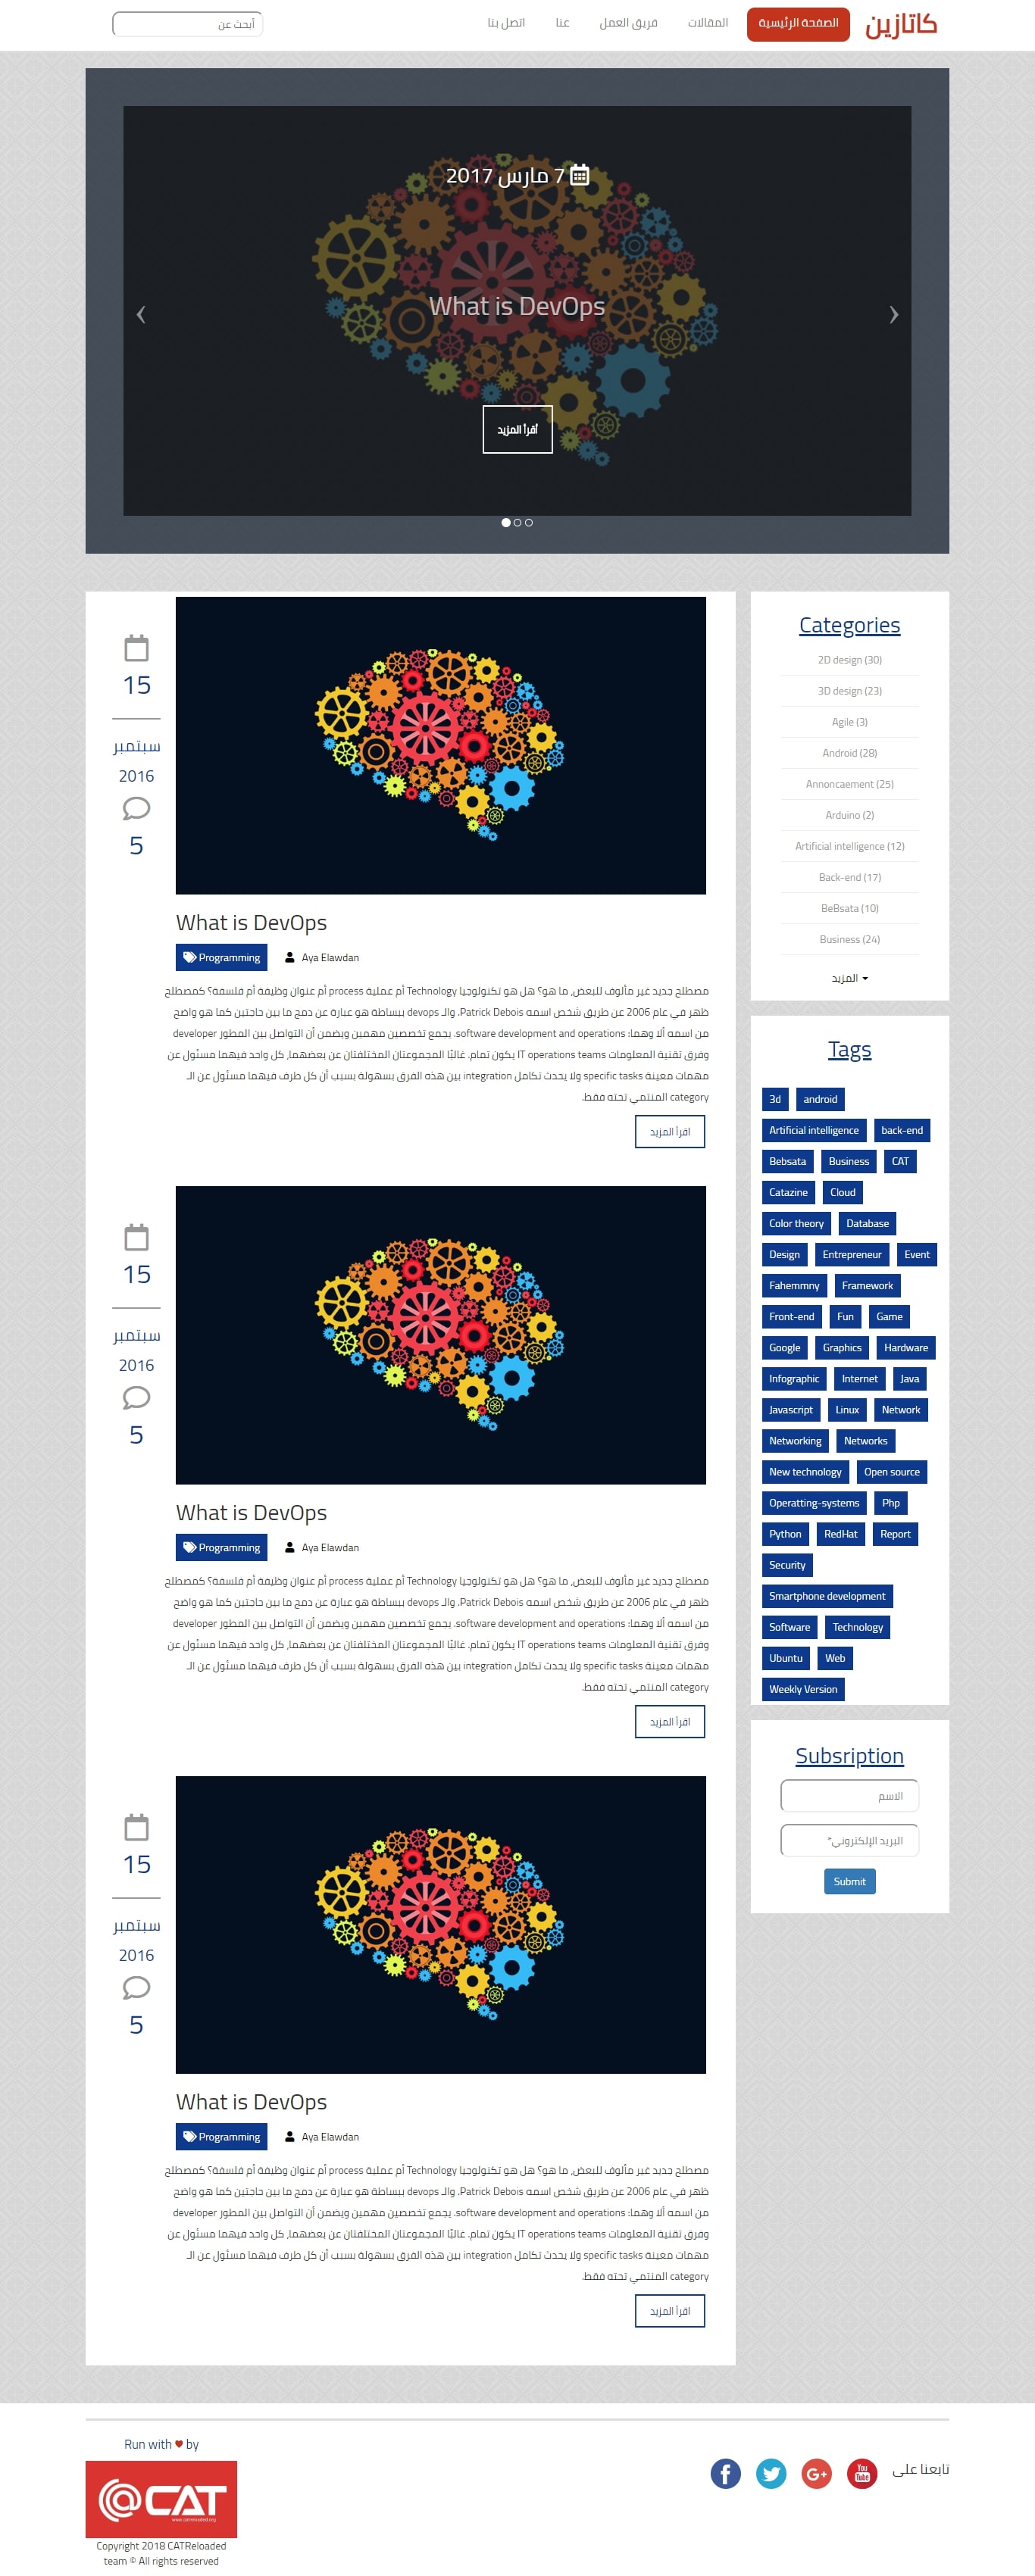 كاتازين
الصفحة الرئيسية
المقالات
فريق العمل
عنا
اتصل بنا
أبحث عن
7 مارس 2017
What is DevOps
أقرأ المزيد
15
سبتمبر
2016
5
What is DevOps
Programming
Aya Elawdan
مصطلح جديد غير مألوف للبعض، ما هو؟ هل هو تكنولوجيا Technology أم عملية process أم عنوان وظيفة أم فلسفة؟ كمصطلح
ظهر في عام 2006 عن طريق شخص اسمه Patrick Debois. والـ devops ببساطة هو عبارة عن دمج ما بين حاجتين كما هو واضح
من اسمه ألا وهما: software development and operations. يجمع تخصصين مهمين ويضمن أن التواصل بين المطور developer
وفرق تقنية المعلومات IT operations teams يكون تمام. غالبًا المجموعتان المختلفتان عن بعضهما، كل واحد فيهما مسئول عن
مهمات معينة specific tasks ولا يحدث تكامل integration بين هذه الفرق بسهولة بسبب أن كل طرف فيهما مسئول عن الـ
category المنتمي تحته فقط.
اقرأ المزيد
15
سبتمبر
2016
5
What is DevOps
Programming
Aya Elawdan
مصطلح جديد غير مألوف للبعض، ما هو؟ هل هو تكنولوجيا Technology أم عملية process أم عنوان وظيفة أم فلسفة؟ كمصطلح
ظهر في عام 2006 عن طريق شخص اسمه Patrick Debois. والـ devops ببساطة هو عبارة عن دمج ما بين حاجتين كما هو واضح
من اسمه ألا وهما: software development and operations. يجمع تخصصين مهمين ويضمن أن التواصل بين المطور developer
وفرق تقنية المعلومات IT operations teams يكون تمام. غالبًا المجموعتان المختلفتان عن بعضهما، كل واحد فيهما مسئول عن
مهمات معينة specific tasks ولا يحدث تكامل integration بين هذه الفرق بسهولة بسبب أن كل طرف فيهما مسئول عن الـ
category المنتمي تحته فقط.
اقرأ المزيد
15
سبتمبر
2016
5
What is DevOps
Programming
Aya Elawdan
مصطلح جديد غير مألوف للبعض، ما هو؟ هل هو تكنولوجيا Technology أم عملية process أم عنوان وظيفة أم فلسفة؟ كمصطلح
ظهر في عام 2006 عن طريق شخص اسمه Patrick Debois. والـ devops ببساطة هو عبارة عن دمج ما بين حاجتين كما هو واضح
من اسمه ألا وهما: software development and operations. يجمع تخصصين مهمين ويضمن أن التواصل بين المطور developer
وفرق تقنية المعلومات IT operations teams يكون تمام. غالبًا المجموعتان المختلفتان عن بعضهما، كل واحد فيهما مسئول عن
مهمات معينة specific tasks ولا يحدث تكامل integration بين هذه الفرق بسهولة بسبب أن كل طرف فيهما مسئول عن الـ
category المنتمي تحته فقط.
اقرأ المزيد
Categories
2D design (30)
3D design (23)
Agile (3)
Android (28)
Annoncaement (25)
Arduino (2)
Artificial intelligence (12)
Back-end (17)
BeBsata (10)
Business (24)
المزيد
Tags
3d android
Artificial intelligence back-end
Bebsata Business CAT
Catazine Cloud
Color theory Database
Design Entrepreneur Event
Fahemmny Framework
Front-end Fun Game
Google Graphics Hardware
Infographic Internet Java
Javascript Linux Network
Networking Networks
New technology Open source
Operatting-systems Php
Python RedHat Report
Security
Smartphone development
Software Technology
Ubuntu Web
Weekly Version
Subsription
الاسم
البريد الإلكتروني*
Submit
تابعنا على
You Tube
G+
Run with ♥ by
@CAT
www.catreloaded.org
Copyright 2018 CATReloaded
team © All rights reserved